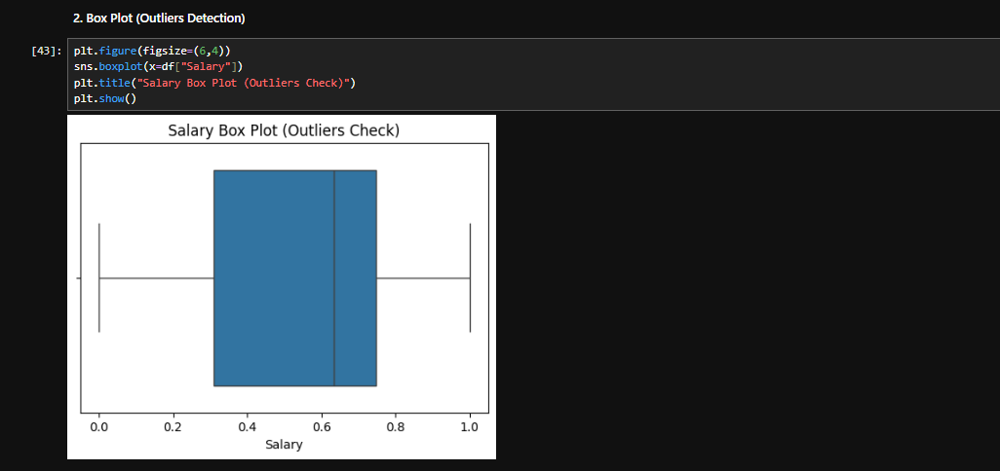 2. Box Plot (Outliers Detection)
[43]:
plt.figure(figsize=(6,4))
sns.boxplot(x=df["Salary"])
plt.title("Salary Box Plot (Outliers Check)")
plt.show()
Salary Box Plot (Outliers Check)
0.0 0.2 0.4 0.6 0.8 1.0
Salary